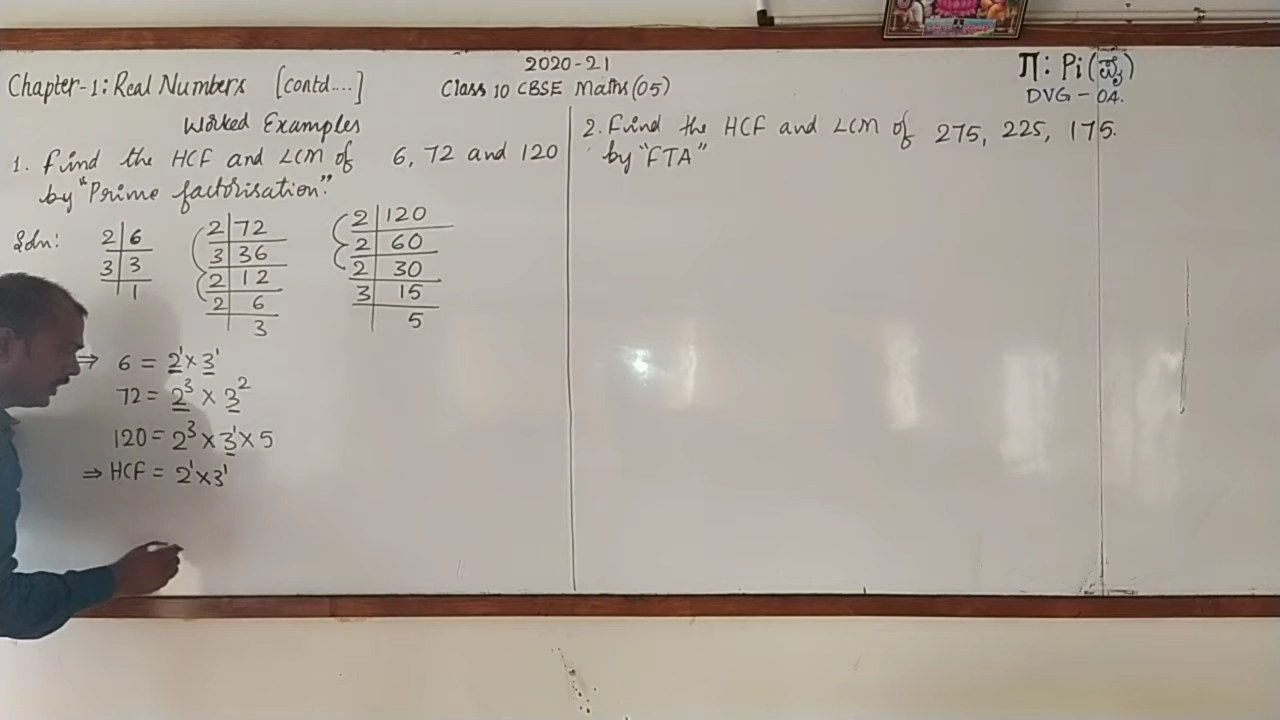 2020-21
Chapter-1: Real Numbers [contd....]
Class 10 CBSE Maths (05)
Π: Pi (ಪೈ)
DVG - 04.
Worked Examples
1. Find the HCF and LCM of 6, 72 and 120
by "Prime factorisation."
Soln:
2 | 6
3 | 3
1
2 | 72
3 | 36
2 | 12
2 | 6
3
2 | 120
2 | 60
2 | 30
3 | 15
5
⇒ 6 = 2¹ × 3¹
72 = 2³ × 3²
120 = 2³ × 3¹ × 5
⇒ HCF = 2¹ × 3¹
2. Find the HCF and LCM of 275, 225, 175.
by "FTA"